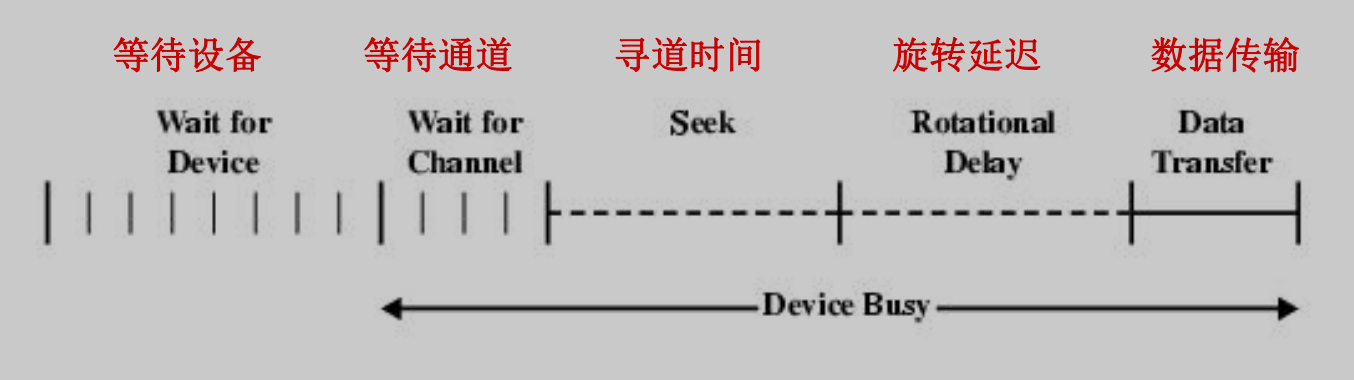 等待设备 等待通道 寻道时间 旋转延迟 数据传输
Wait for Wait for Seek Rotational Data
Device Channel Delay Transfer
Device Busy